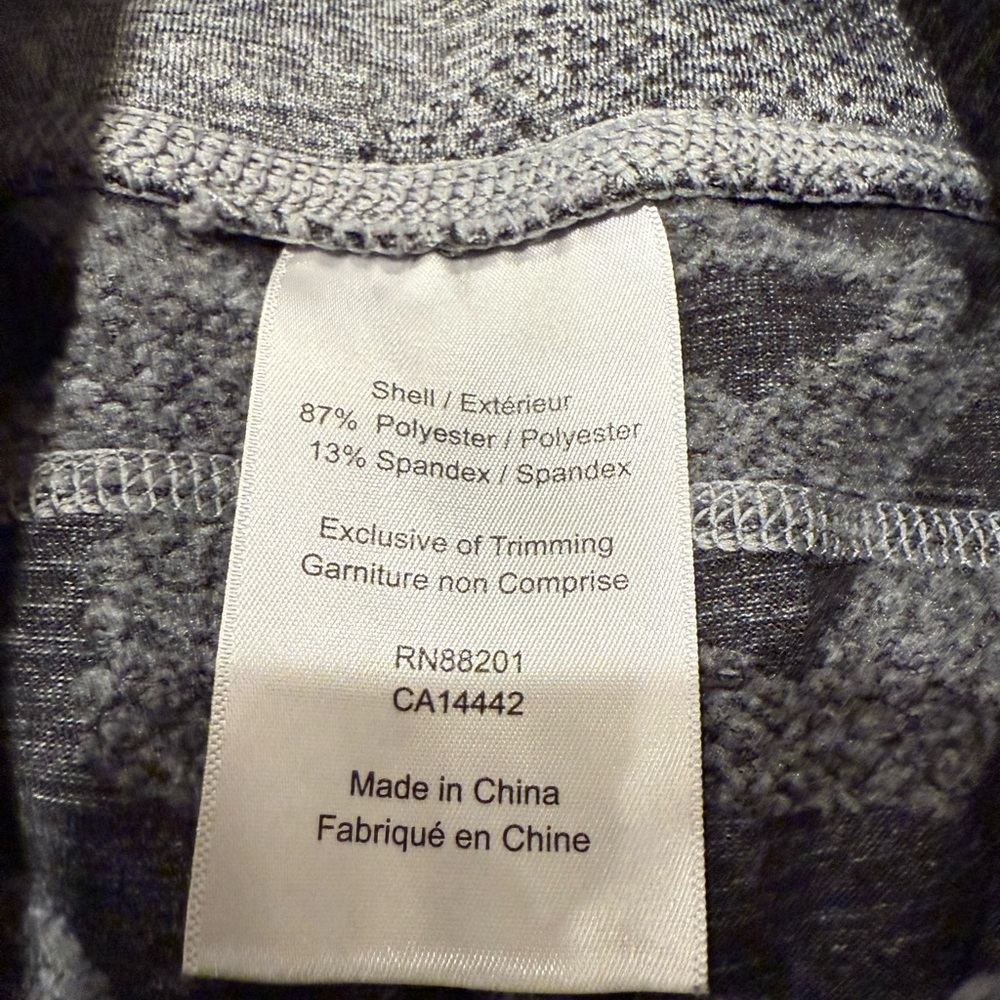 Shell / Extérieur
87% Polyester / Polyester
13% Spandex / Spandex
Exclusive of Trimming
Garniture non Comprise
RN88201
CA14442
Made in China
Fabriqué en Chine